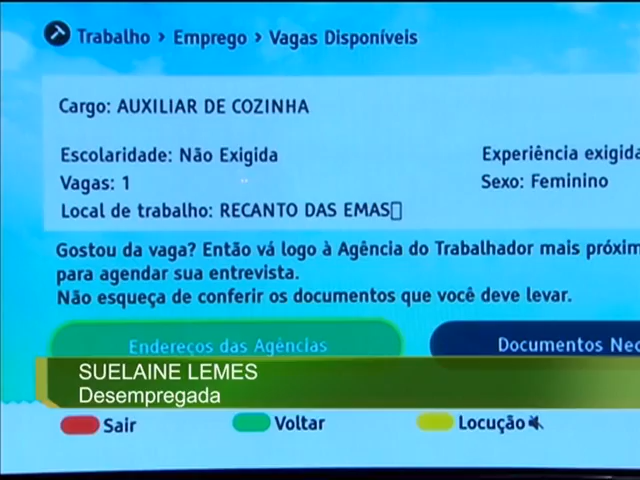 Trabalho > Emprego > Vagas Disponíveis
Cargo: AUXILIAR DE COZINHA
Escolaridade: Não Exigida
Experiência exigida
Vagas: 1
Sexo: Feminino
Local de trabalho: RECANTO DAS EMAS
Gostou da vaga? Então vá logo à Agência do Trabalhador mais próxim
para agendar sua entrevista.
Não esqueça de conferir os documentos que você deve levar.
Endereços das Agências
Documentos Nec
SUELAINE LEMES
Desempregada
Sair
Voltar
Locução